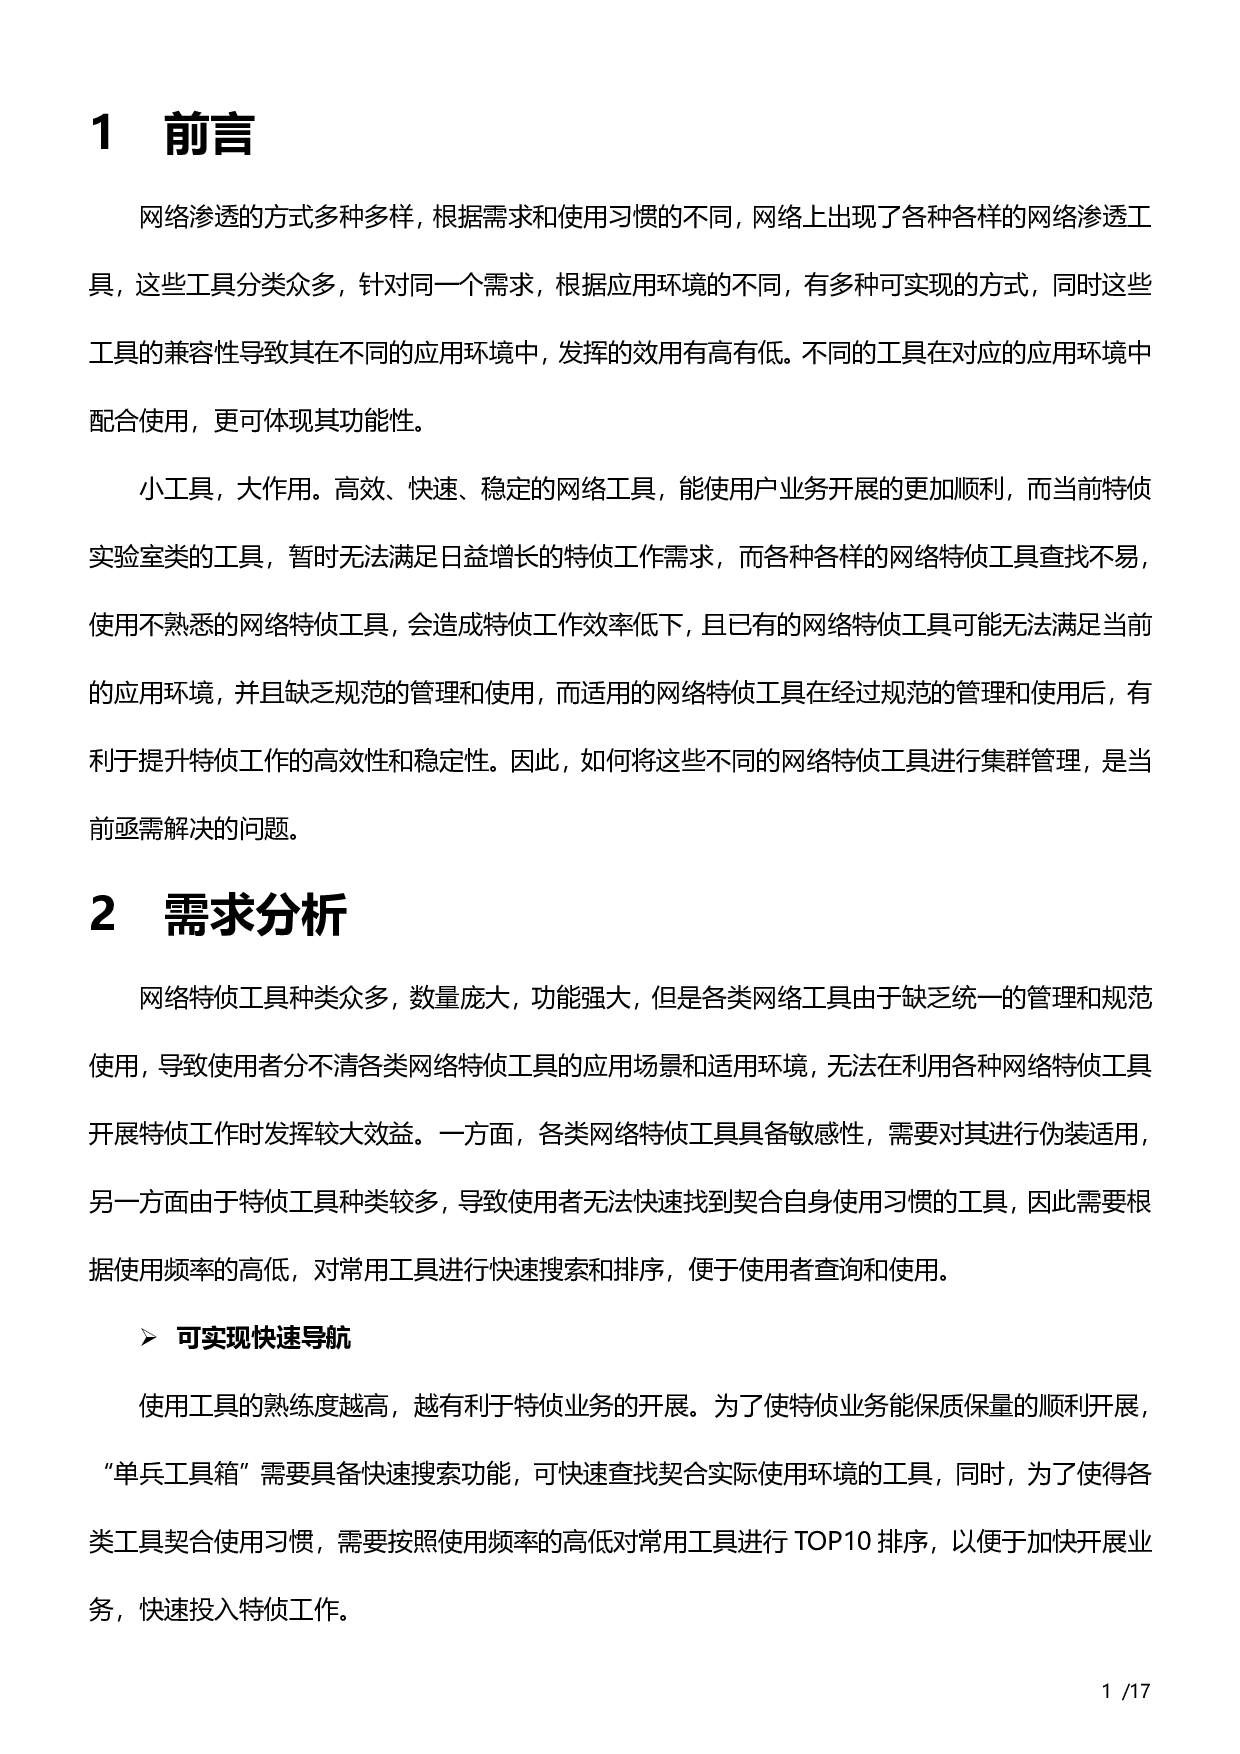 1 前言
网络渗透的方式多种多样，根据需求和使用习惯的不同，网络上出现了各种各样的网络渗透工
具，这些工具分类众多，针对同一个需求，根据应用环境的不同，有多种可实现的方式，同时这些
工具的兼容性导致其在不同的应用环境中，发挥的效用有高有低。不同的工具在对应的应用环境中
配合使用，更可体现其功能性。
小工具，大作用。高效、快速、稳定的网络工具，能使用户业务开展的更加顺利，而当前特侦
实验室类的工具，暂时无法满足日益增长的特侦工作需求，而各种各样的网络特侦工具查找不易，
使用不熟悉的网络特侦工具，会造成特侦工作效率低下，且已有的网络特侦工具可能无法满足当前
的应用环境，并且缺乏规范的管理和使用，而适用的网络特侦工具在经过规范的管理和使用后，有
利于提升特侦工作的高效性和稳定性。因此，如何将这些不同的网络特侦工具进行集群管理，是当
前亟需解决的问题。
2 需求分析
网络特侦工具种类众多，数量庞大，功能强大，但是各类网络工具由于缺乏统一的管理和规范
使用，导致使用者分不清各类网络特侦工具的应用场景和适用环境，无法在利用各种网络特侦工具
开展特侦工作时发挥较大效益。一方面，各类网络特侦工具具备敏感性，需要对其进行伪装适用，
另一方面由于特侦工具种类较多，导致使用者无法快速找到契合自身使用习惯的工具，因此需要根
据使用频率的高低，对常用工具进行快速搜索和排序，便于使用者查询和使用。
➢ 可实现快速导航
使用工具的熟练度越高，越有利于特侦业务的开展。为了使特侦业务能保质保量的顺利开展，
“单兵工具箱”需要具备快速搜索功能，可快速查找契合实际使用环境的工具，同时，为了使得各
类工具契合使用习惯，需要按照使用频率的高低对常用工具进行 TOP10 排序，以便于加快开展业
务，快速投入特侦工作。
1 /17